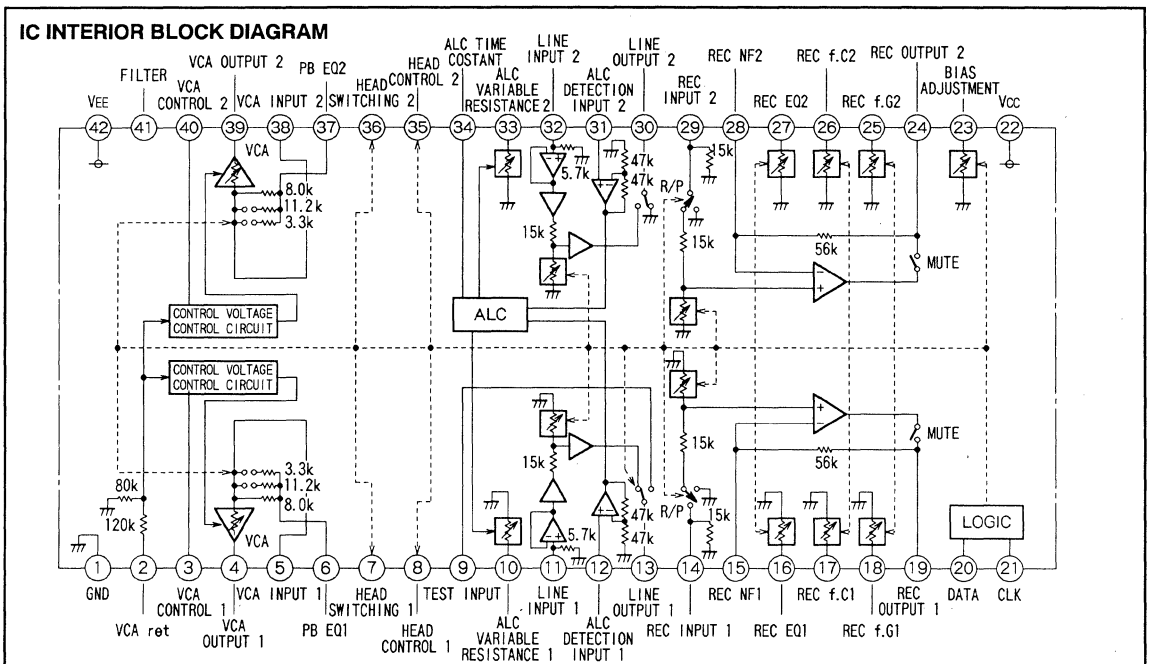 IC INTERIOR BLOCK DIAGRAM
VEE
FILTER
VCA CONTROL 2
VCA OUTPUT 2
VCA INPUT 2
PB EQ2
HEAD SWITCHING 2
HEAD CONTROL 2
ALC TIME COSTANT
ALC VARIABLE RESISTANCE 2
LINE INPUT 2
ALC DETECTION INPUT 2
LINE OUTPUT 2
REC INPUT 2
REC NF2
REC EQ2
REC f.C2
REC f.G2
REC OUTPUT 2
BIAS ADJUSTMENT
VCC
42 41 40 39 38 37 36 35 34 33 32 31 30 29 28 27 26 25 24 23 22
VCA
8.0k
11.2k
3.3k
5.7k
47k
47k
15k
R/P
15k
15k
56k
MUTE
CONTROL VOLTAGE
CONTROL CIRCUIT
ALC
CONTROL VOLTAGE
CONTROL CIRCUIT
80k
120k
3.3k
11.2k
8.0k
VCA
15k
5.7k
47k
47k
15k
R/P
15k
56k
MUTE
LOGIC
1 2 3 4 5 6 7 8 9 10 11 12 13 14 15 16 17 18 19 20 21
GND
VCA ret
VCA CONTROL 1
VCA OUTPUT 1
VCA INPUT 1
PB EQ1
HEAD SWITCHING 1
HEAD CONTROL 1
TEST INPUT
ALC VARIABLE RESISTANCE 1
LINE INPUT 1
ALC DETECTION INPUT 1
LINE OUTPUT 1
REC INPUT 1
REC NF1
REC EQ1
REC f.C1
REC f.G1
REC OUTPUT 1
DATA
CLK